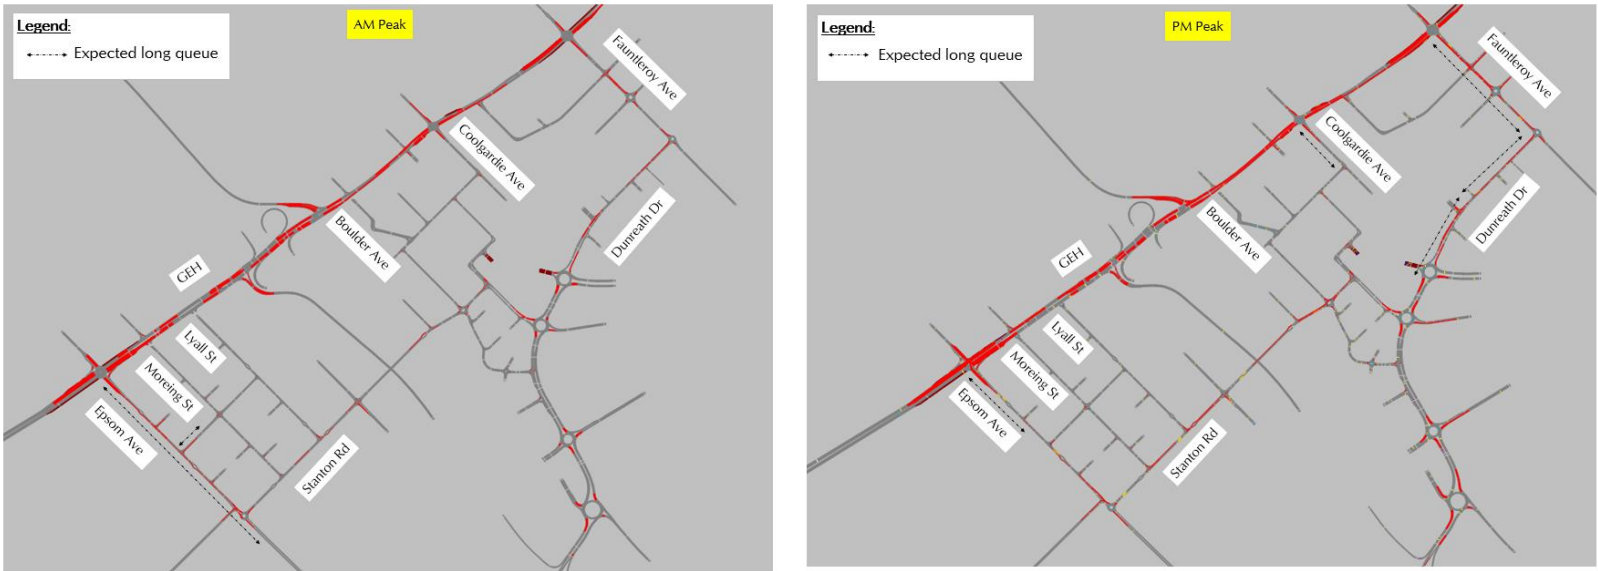 Legend:
Expected long queue
AM Peak
Fauntleroy Ave
Coolgardie Ave
Boulder Ave
Dunreath Dr
GEH
Lyall St
Moreing St
Epsom Ave
Stanton Rd
Legend:
Expected long queue
PM Peak
Fauntleroy Ave
Coolgardie Ave
Boulder Ave
Dunreath Dr
GEH
Lyall St
Moreing St
Epsom Ave
Stanton Rd